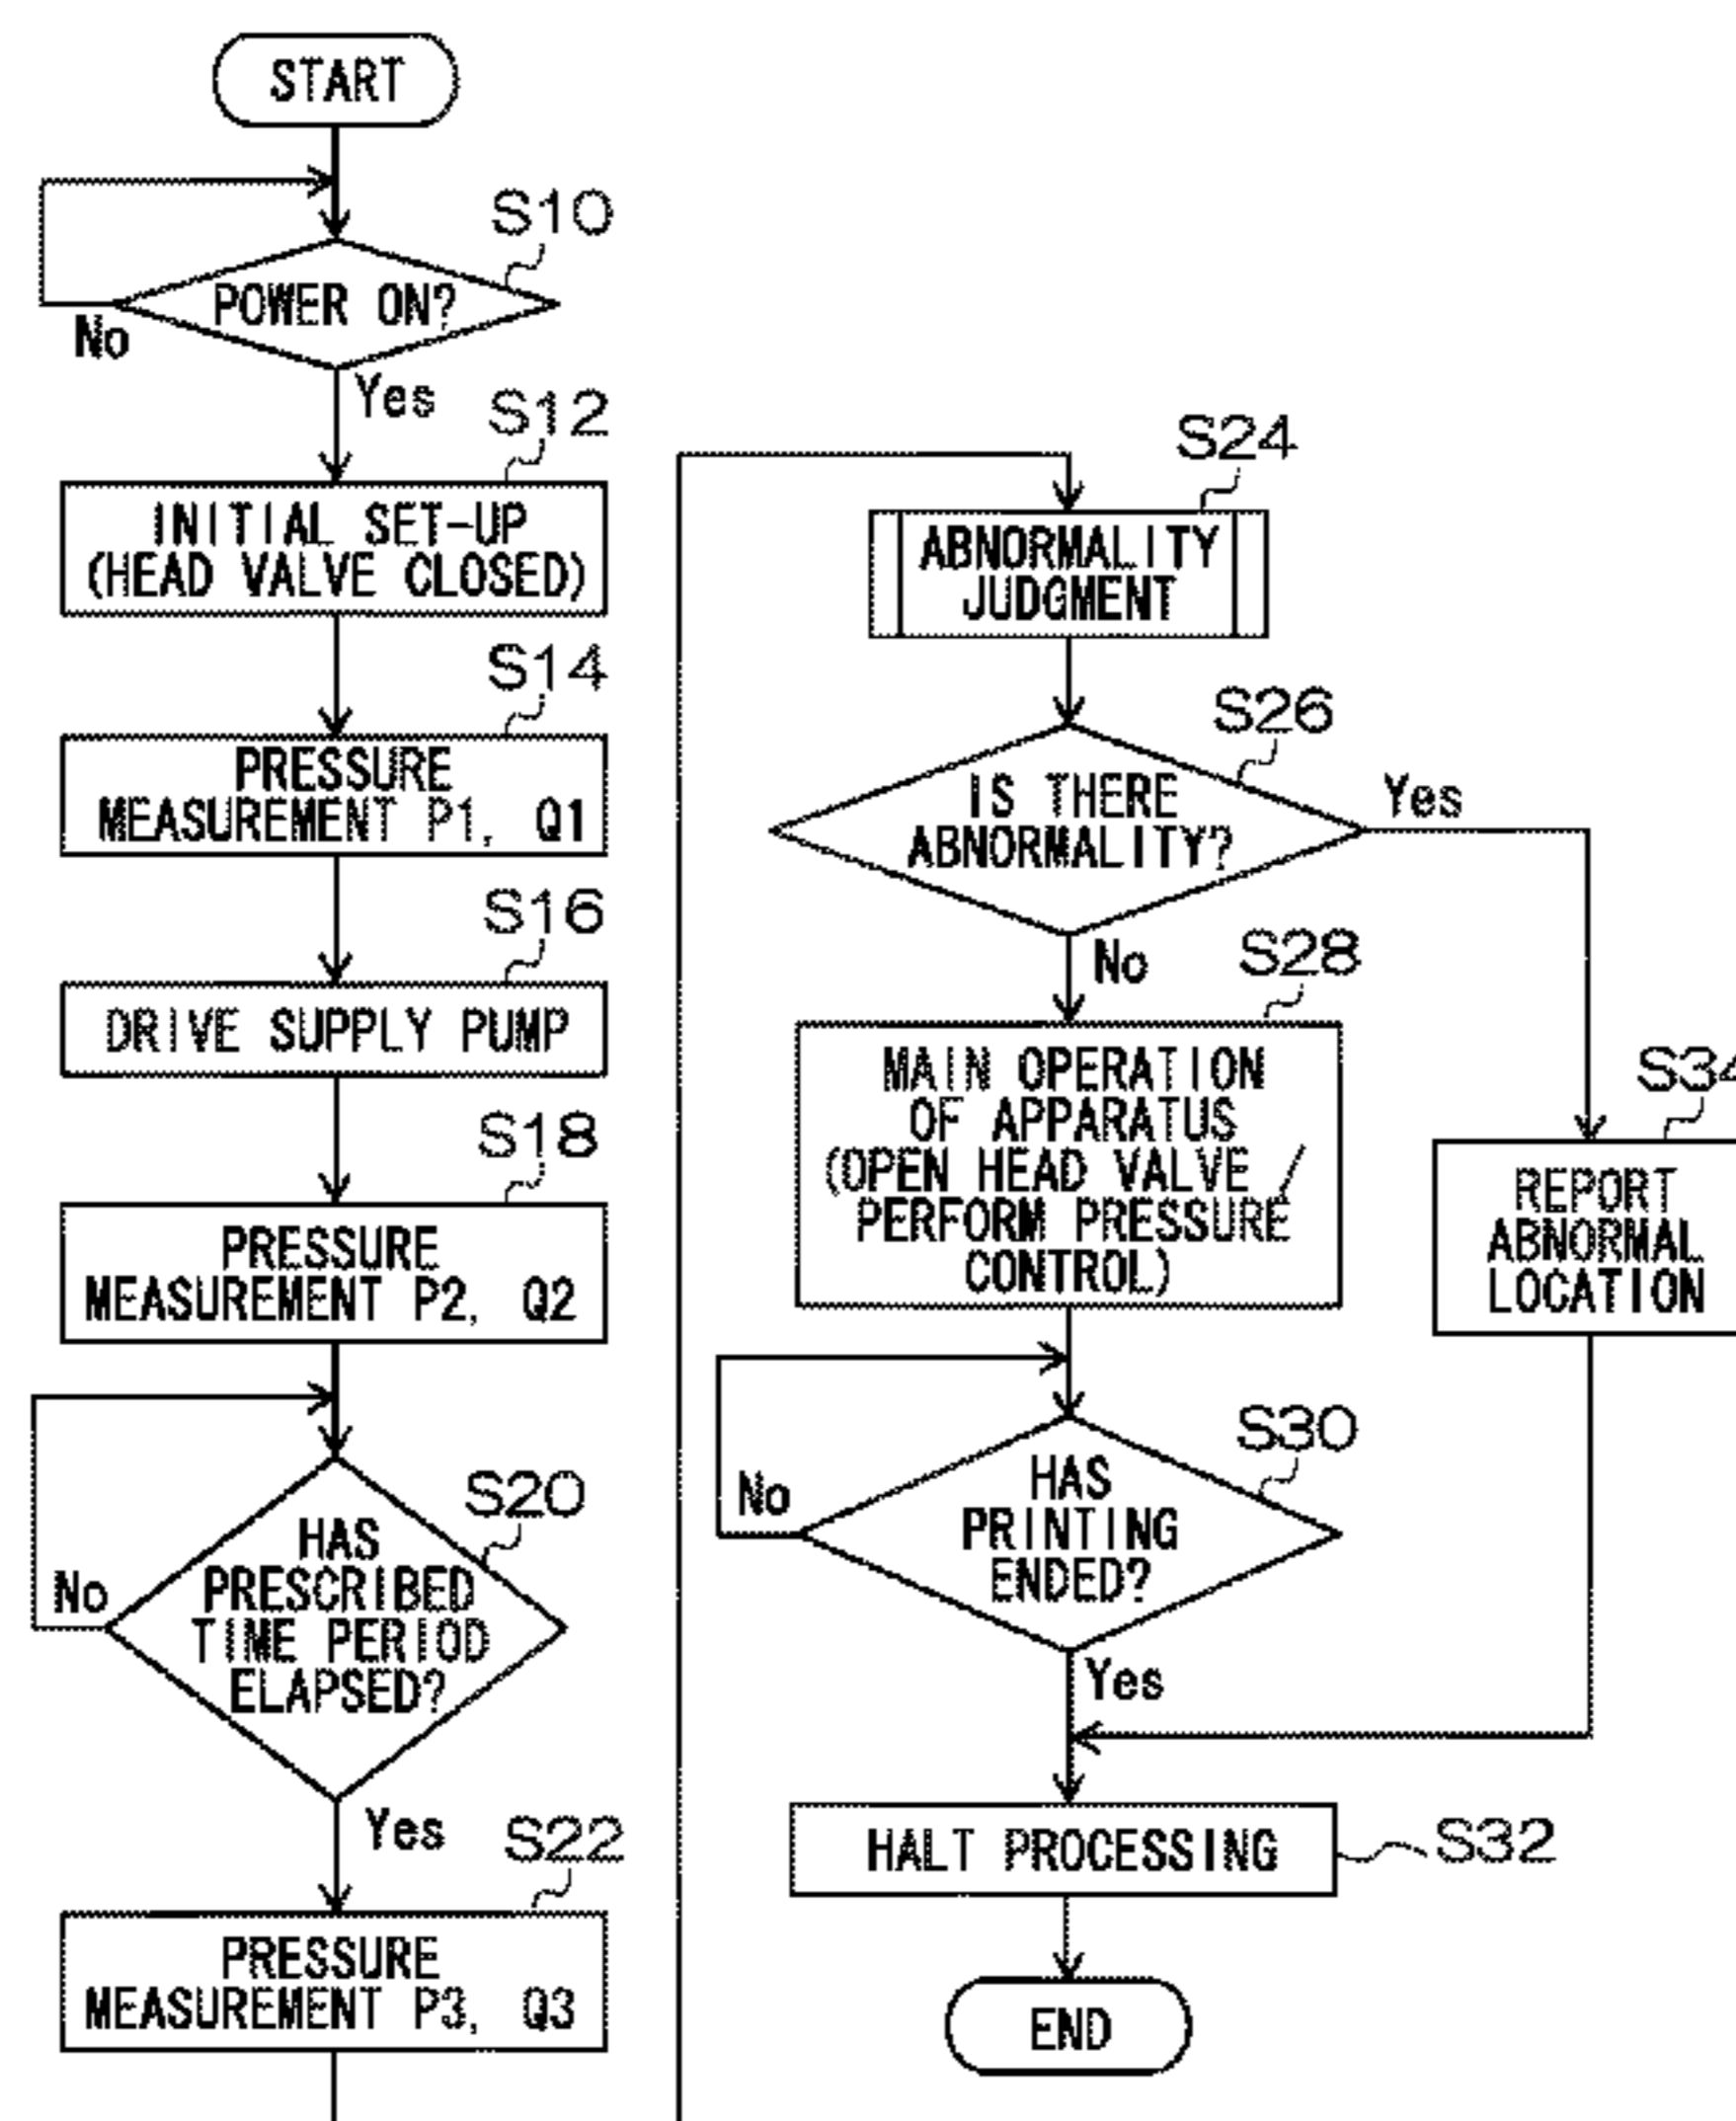 START
S10
POWER ON?
No
Yes
S12
INITIAL SET-UP
(HEAD VALVE CLOSED)
S14
PRESSURE
MEASUREMENT P1, Q1
S16
DRIVE SUPPLY PUMP
S18
PRESSURE
MEASUREMENT P2, Q2
S20
HAS
PRESCRIBED
TIME PERIOD
ELAPSED?
No
Yes
S22
PRESSURE
MEASUREMENT P3, Q3
S24
ABNORMALITY
JUDGMENT
S26
IS THERE
ABNORMALITY?
Yes
No
S28
MAIN OPERATION
OF APPARATUS
(OPEN HEAD VALVE /
PERFORM PRESSURE
CONTROL)
S34
REPORT
ABNORMAL
LOCATION
S30
HAS
PRINTING
ENDED?
No
Yes
HALT PROCESSING
S32
END